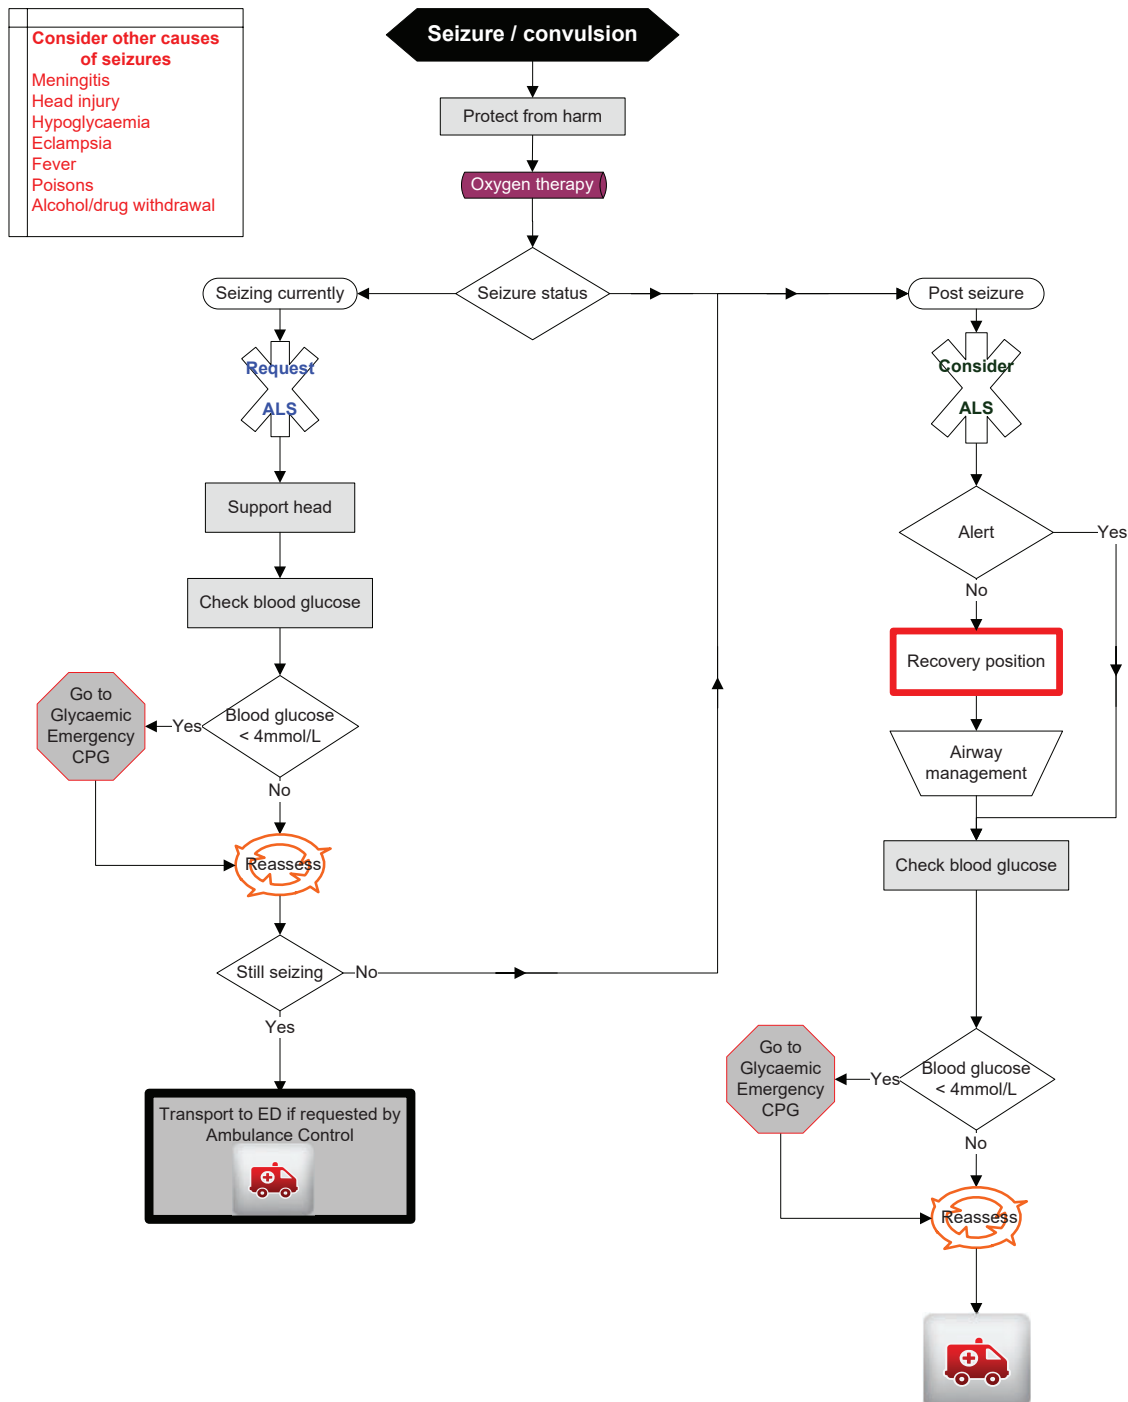 Consider other causes
of seizures
Meningitis
Head injury
Hypoglycaemia
Eclampsia
Fever
Poisons
Alcohol/drug withdrawal
Seizure / convulsion
Protect from harm
Oxygen therapy
Seizing currently
Seizure status
Post seizure
Request
ALS
Consider
ALS
Support head
Alert
Yes
No
Check blood glucose
Recovery position
Go to
Glycaemic
Emergency
CPG
Yes
Blood glucose
< 4mmol/L
No
Airway
management
Reassess
Check blood glucose
Still seizing
No
Yes
Go to
Glycaemic
Emergency
CPG
Yes
Blood glucose
< 4mmol/L
No
Transport to ED if requested by
Ambulance Control
Reassess